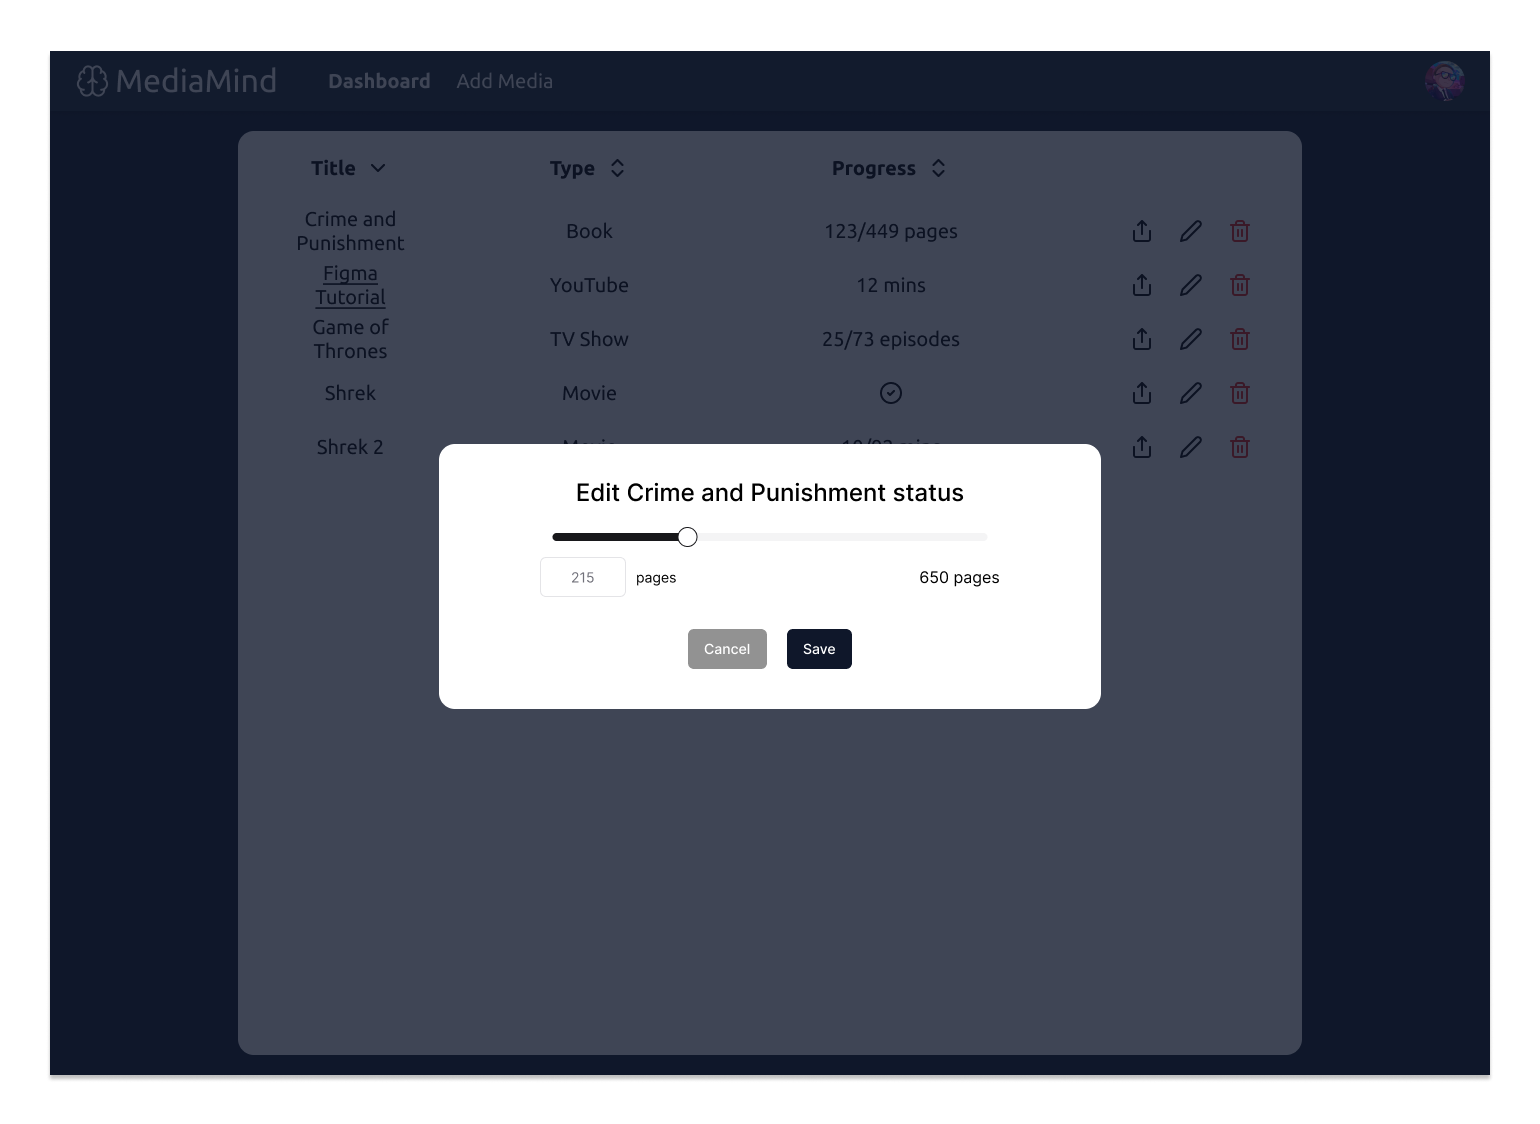 MediaMind Dashboard Add Media
Title Type Progress
Crime and
Punishment
Book 123/449 pages
Figma
Tutorial
YouTube 12 mins
Game of
Thrones
TV Show 25/73 episodes
Shrek Movie
Shrek 2
Edit Crime and Punishment status
215 pages 650 pages
Cancel Save